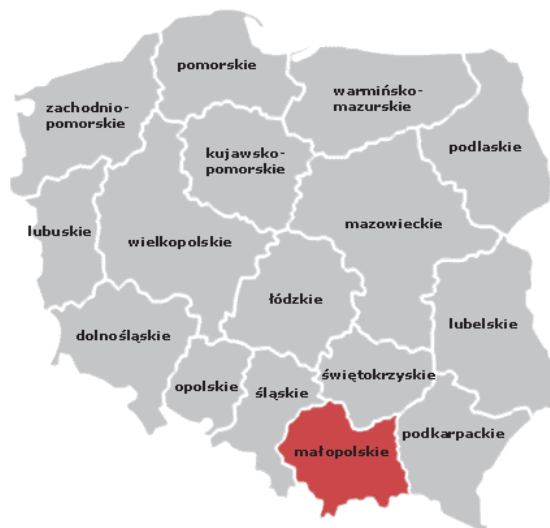 pomorskie
warmińsko-
mazurskie
zachodnio-
pomorskie
podlaskie
kujawsko-
pomorskie
mazowieckie
lubuskie
wielkopolskie
łódzkie
lubelskie
dolnośląskie
świętokrzyskie
opolskie
śląskie
podkarpackie
małopolskie